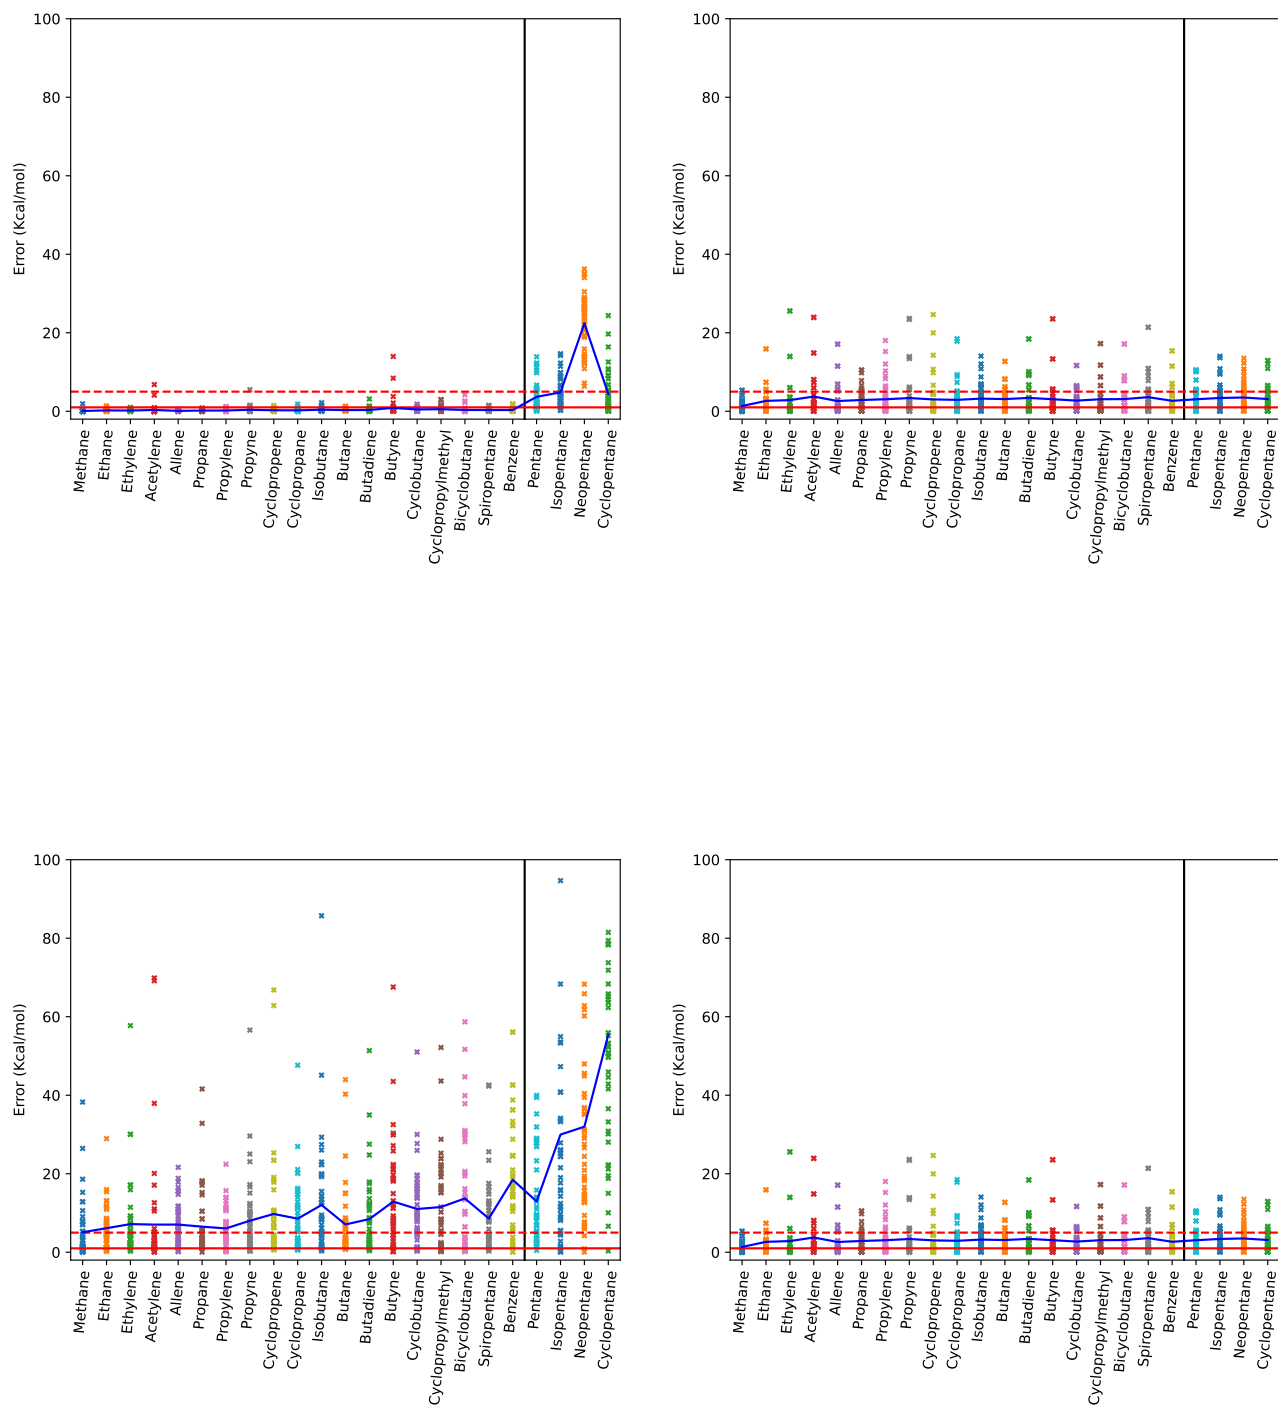 100
80
60
40
20
0
Error (Kcal/mol)
Methane
Ethane
Ethylene
Acetylene
Allene
Propane
Propylene
Propyne
Cyclopropene
Cyclopropane
Isobutane
Butane
Butadiene
Butyne
Cyclobutane
Cyclopropylmethyl
Bicyclobutane
Spiropentane
Benzene
Pentane
Isopentane
Neopentane
Cyclopentane
100
80
60
40
20
0
Error (Kcal/mol)
Methane
Ethane
Ethylene
Acetylene
Allene
Propane
Propylene
Propyne
Cyclopropene
Cyclopropane
Isobutane
Butane
Butadiene
Butyne
Cyclobutane
Cyclopropylmethyl
Bicyclobutane
Spiropentane
Benzene
Pentane
Isopentane
Neopentane
Cyclopentane
100
80
60
40
20
0
Error (Kcal/mol)
Methane
Ethane
Ethylene
Acetylene
Allene
Propane
Propylene
Propyne
Cyclopropene
Cyclopropane
Isobutane
Butane
Butadiene
Butyne
Cyclobutane
Cyclopropylmethyl
Bicyclobutane
Spiropentane
Benzene
Pentane
Isopentane
Neopentane
Cyclopentane
100
80
60
40
20
0
Error (Kcal/mol)
Methane
Ethane
Ethylene
Acetylene
Allene
Propane
Propylene
Propyne
Cyclopropene
Cyclopropane
Isobutane
Butane
Butadiene
Butyne
Cyclobutane
Cyclopropylmethyl
Bicyclobutane
Spiropentane
Benzene
Pentane
Isopentane
Neopentane
Cyclopentane